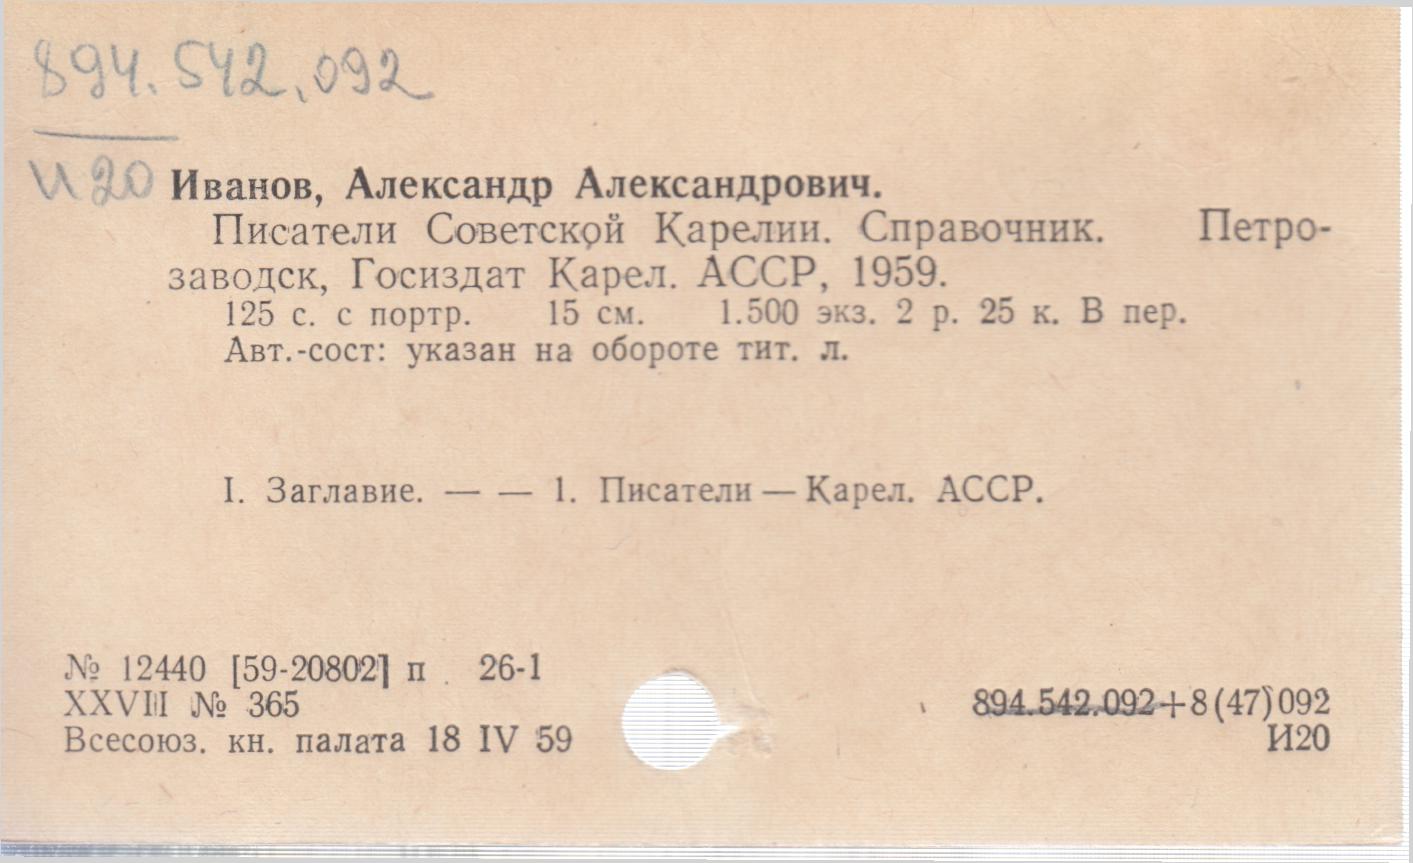 894.542.092
И20
Иванов, Александр Александрович.
Писатели Советской Карелии. Справочник. Петро-
заводск, Госиздат Карел. АССР, 1959.
125 с. с портр. 15 см. 1.500 экз. 2 р. 25 к. В пер.
Авт.-сост: указан на обороте тит. л.
I. Заглавие. — — 1. Писатели — Карел. АССР.
№ 12440 [59-20802] п 26-1
XXVIII № 365
Всесоюз. кн. палата 18 IV 59
894.542.092+8(47)092
И20